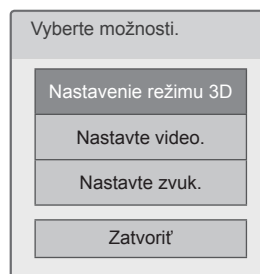 Vyberte možnosti.
Nastavenie režimu 3D
Nastavte video.
Nastavte zvuk.
Zatvoriť